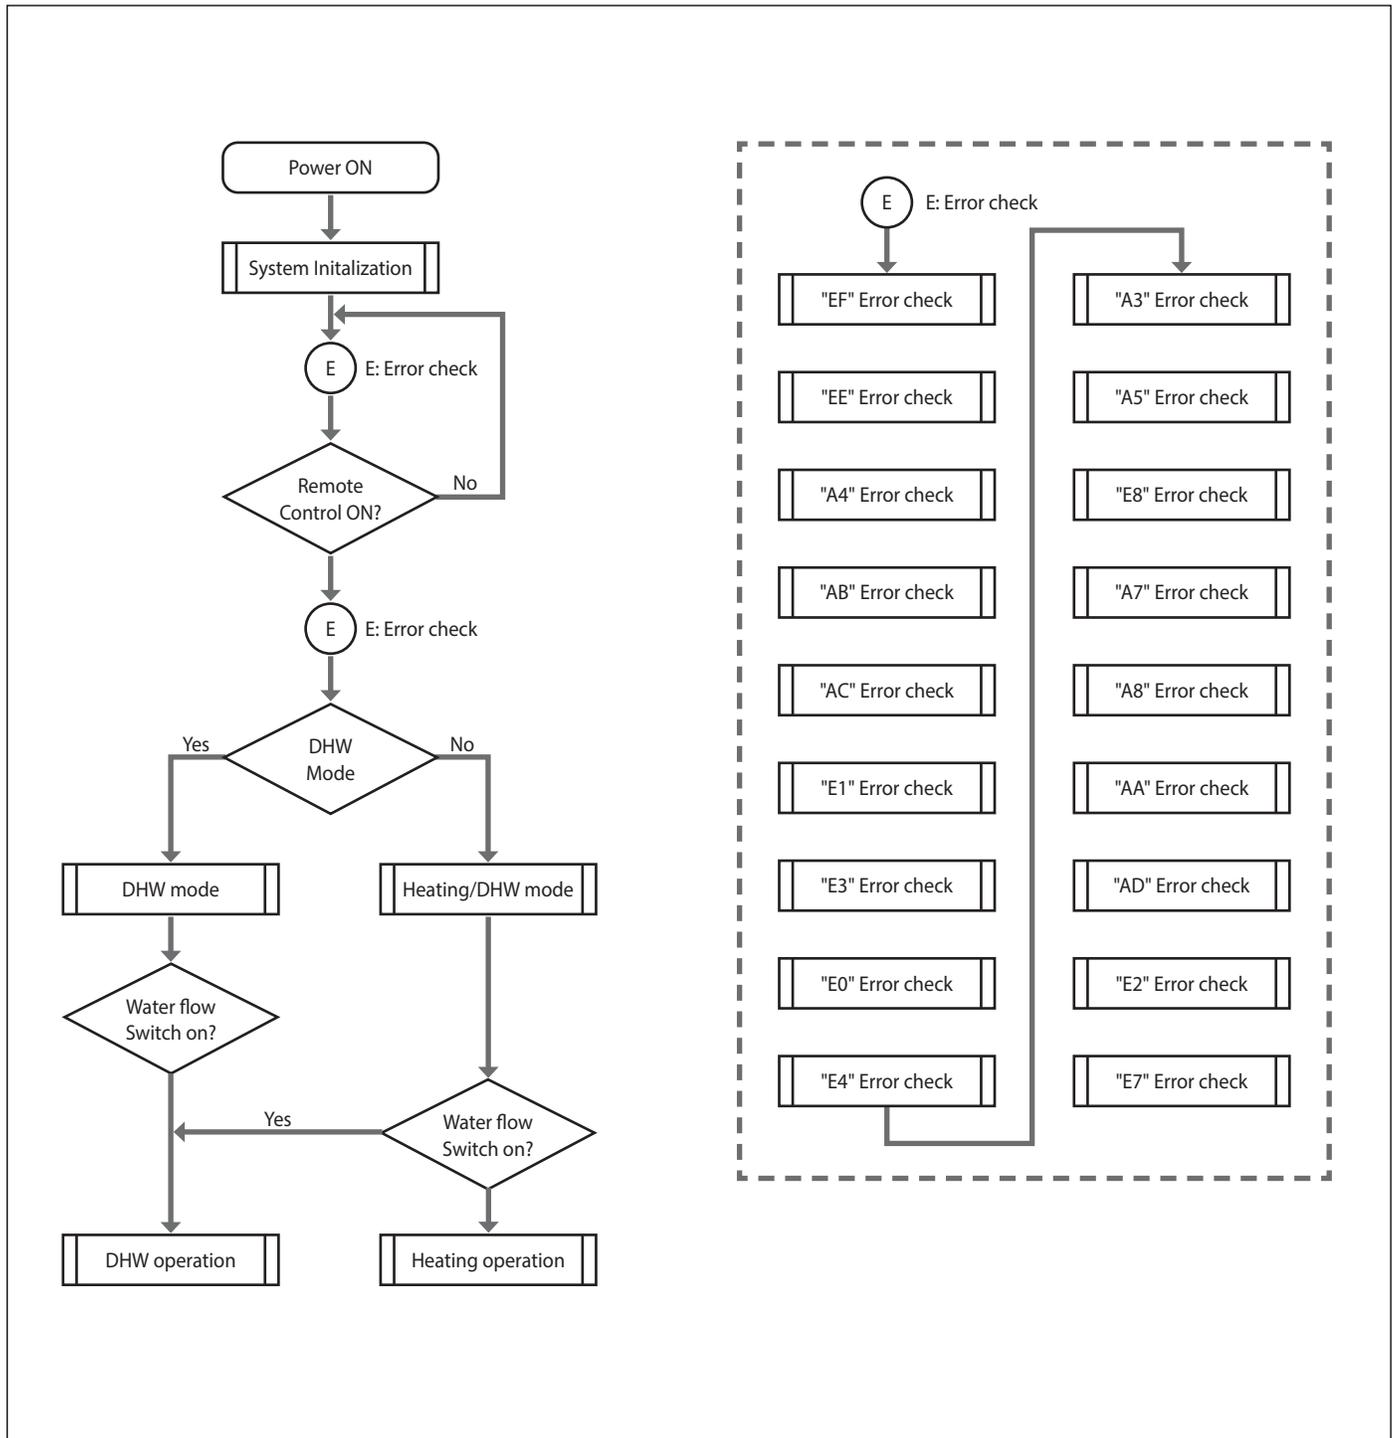 Power ON
System Initalization
E
E: Error check
Remote
Control ON?
No
E
E: Error check
DHW
Mode
Yes
No
DHW mode
Heating/DHW mode
Water flow
Switch on?
Water flow
Switch on?
Yes
DHW operation
Heating operation
E
E: Error check
"EF" Error check
"EE" Error check
"A4" Error check
"AB" Error check
"AC" Error check
"E1" Error check
"E3" Error check
"E0" Error check
"E4" Error check
"A3" Error check
"A5" Error check
"E8" Error check
"A7" Error check
"A8" Error check
"AA" Error check
"AD" Error check
"E2" Error check
"E7" Error check